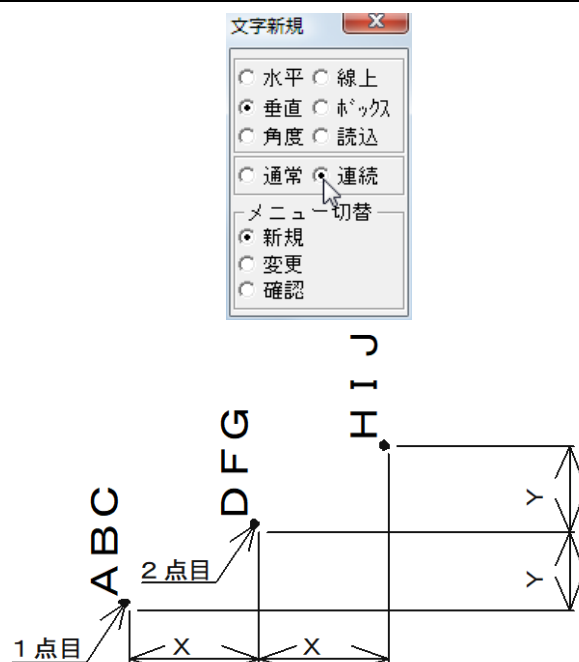 文字新規
水平 線上
垂直 ﾎﾞｯｸｽ
角度 読込
通常 連続
メニュー切替
新規
変更
確認
ＨＩＪ
ＤＦＧ
ＡＢＣ
Ｙ
２点目
Ｙ
１点目
Ｘ Ｘ